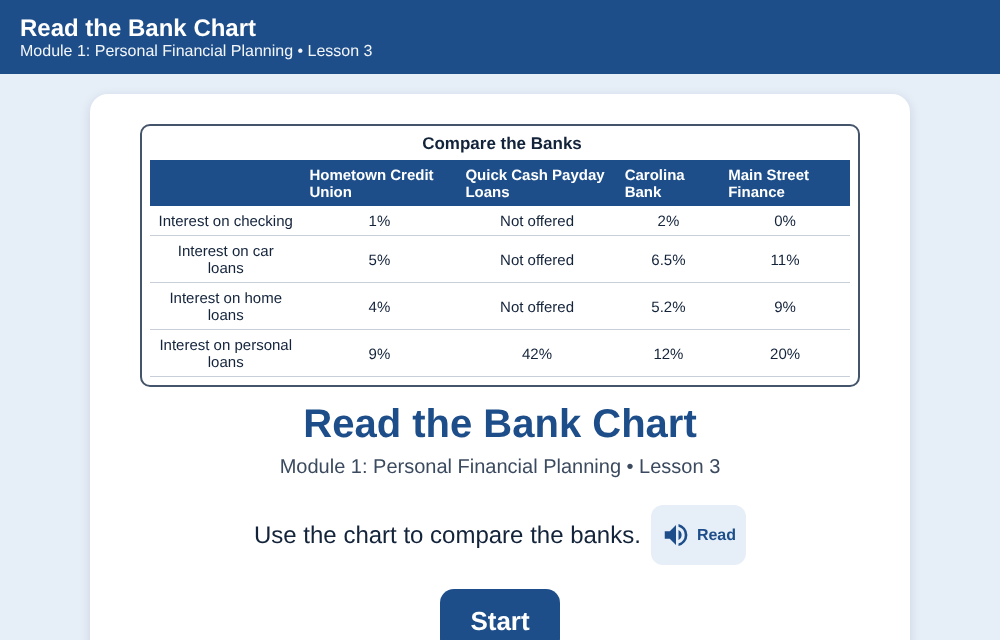 Read the Bank Chart
Module 1: Personal Financial Planning • Lesson 3
Compare the Banks
Hometown Credit Union
Quick Cash Payday Loans
Carolina Bank
Main Street Finance
Interest on checking 1% Not offered 2% 0%
Interest on car loans 5% Not offered 6.5% 11%
Interest on home loans 4% Not offered 5.2% 9%
Interest on personal loans 9% 42% 12% 20%
Read the Bank Chart
Module 1: Personal Financial Planning • Lesson 3
Use the chart to compare the banks. Read
Start